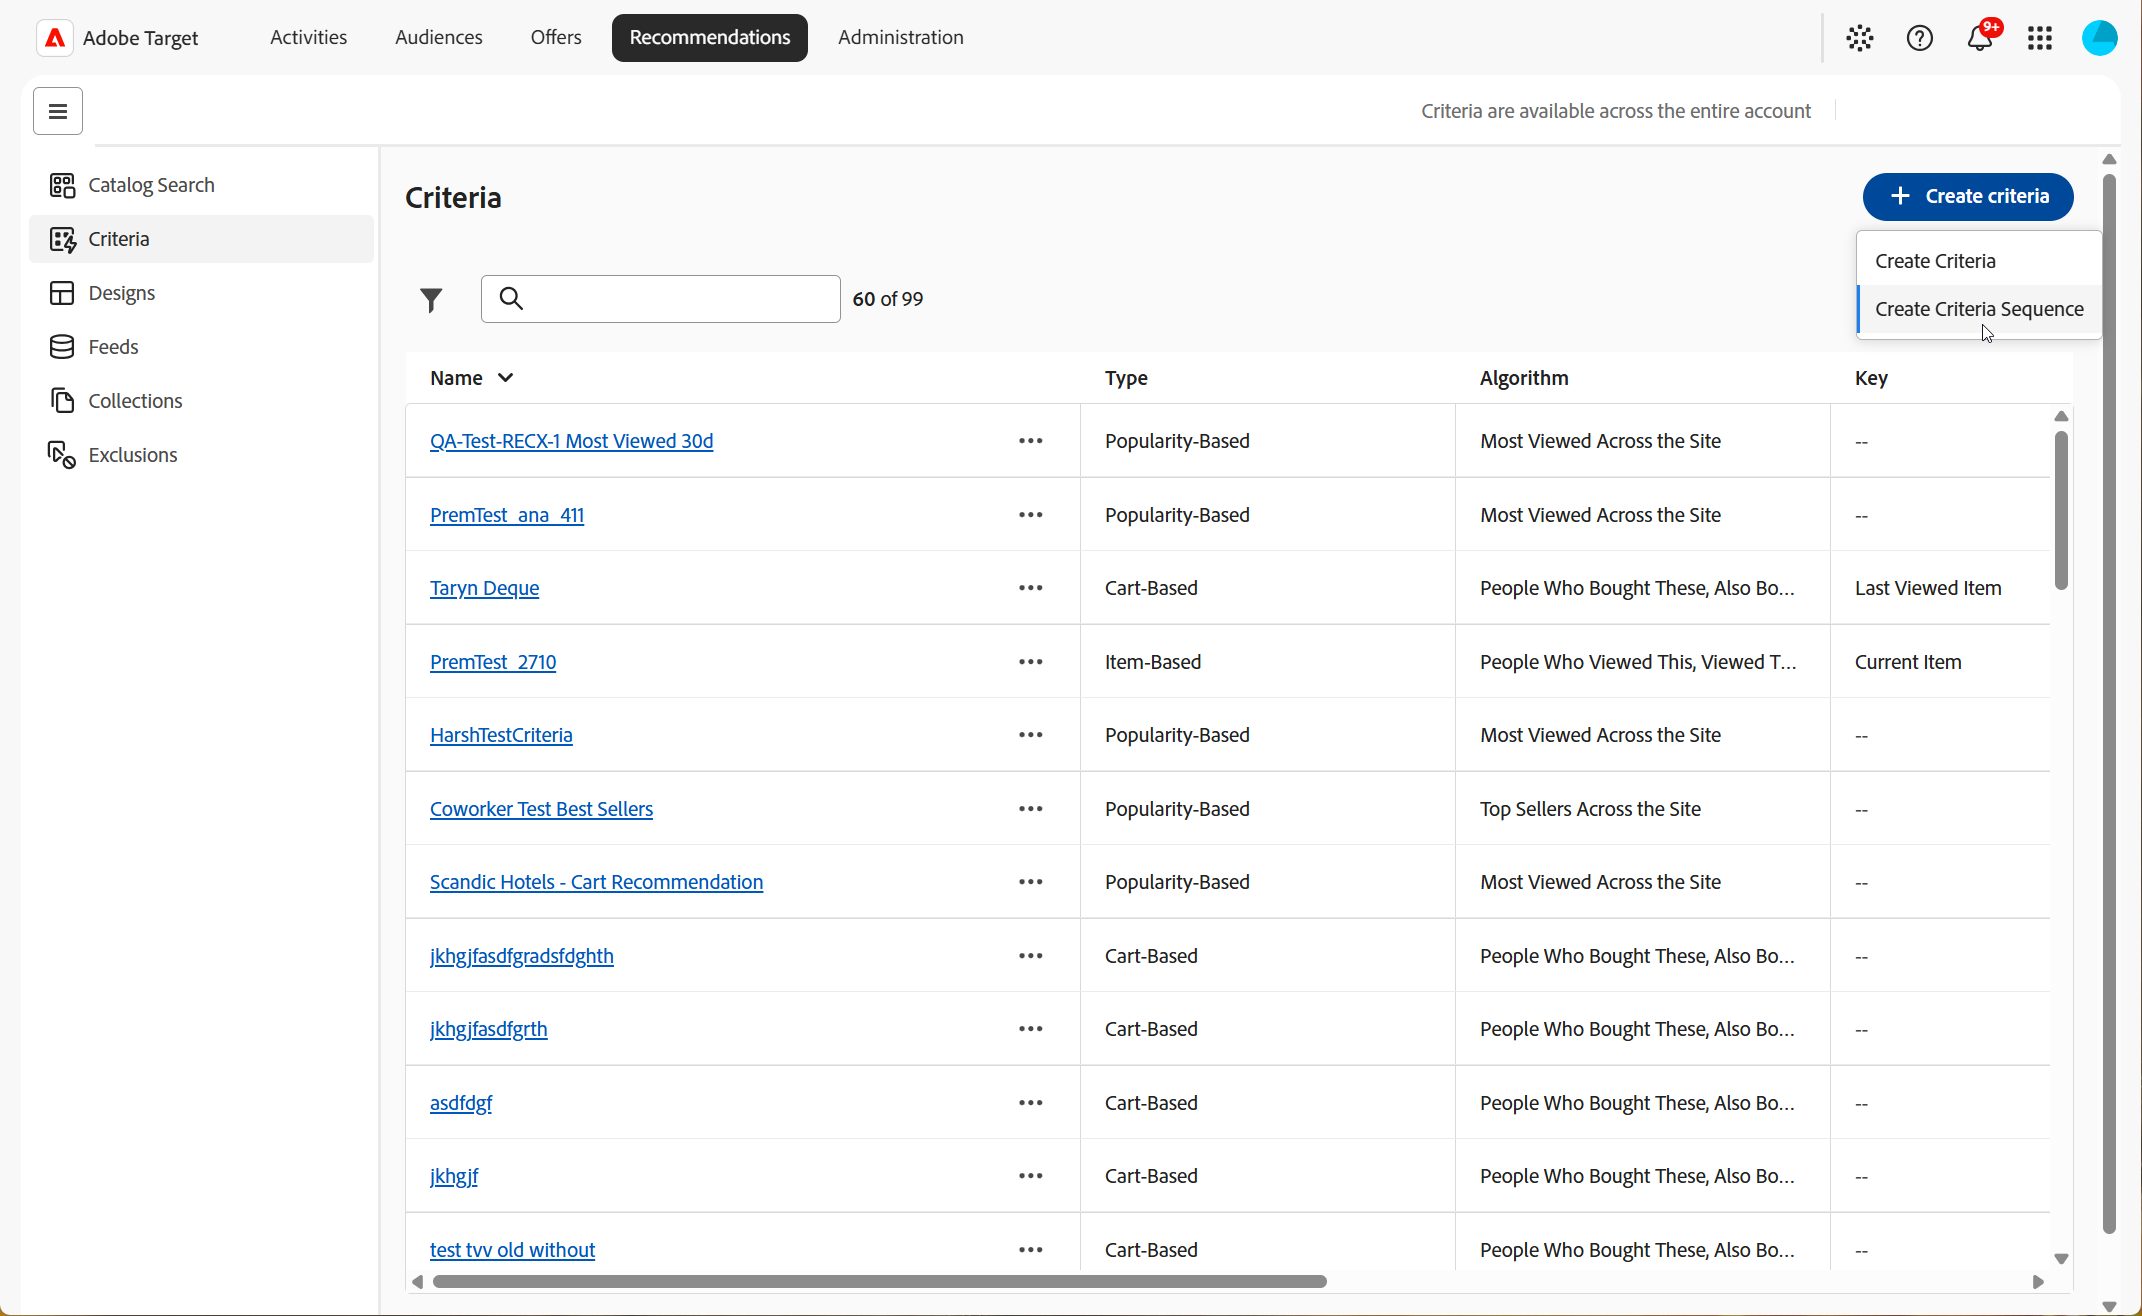 Adobe Target
Activities
Audiences
Offers
Recommendations
Administration
9+
Criteria are available across the entire account
Catalog Search
Criteria
Designs
Feeds
Collections
Exclusions
Criteria
Create criteria
Create Criteria
Create Criteria Sequence
60 of 99
Name Type Algorithm Key
QA-Test-RECX-1 Most Viewed 30d ••• Popularity-Based Most Viewed Across the Site --
PremTest_ana_411 ••• Popularity-Based Most Viewed Across the Site --
Taryn Deque ••• Cart-Based People Who Bought These, Also Bo... Last Viewed Item
PremTest_2710 ••• Item-Based People Who Viewed This, Viewed T... Current Item
HarshTestCriteria ••• Popularity-Based Most Viewed Across the Site --
Coworker Test Best Sellers ••• Popularity-Based Top Sellers Across the Site --
Scandic Hotels - Cart Recommendation ••• Popularity-Based Most Viewed Across the Site --
jkhgjfasdfgradsfdghth ••• Cart-Based People Who Bought These, Also Bo... --
jkhgjfasdfgrth ••• Cart-Based People Who Bought These, Also Bo... --
asdfdgf ••• Cart-Based People Who Bought These, Also Bo... --
jkhgjf ••• Cart-Based People Who Bought These, Also Bo... --
test tvv old without ••• Cart-Based People Who Bought These, Also Bo... --